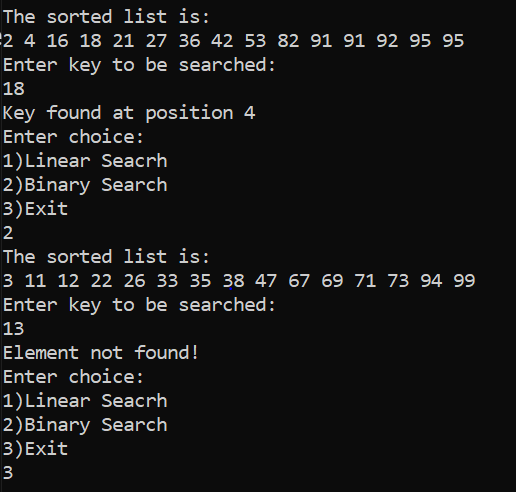 The sorted list is:
2 4 16 18 21 27 36 42 53 82 91 91 92 95 95
Enter key to be searched:
18
Key found at position 4
Enter choice:
1)Linear Seacrh
2)Binary Search
3)Exit
2
The sorted list is:
3 11 12 22 26 33 35 38 47 67 69 71 73 94 99
Enter key to be searched:
13
Element not found!
Enter choice:
1)Linear Seacrh
2)Binary Search
3)Exit
3